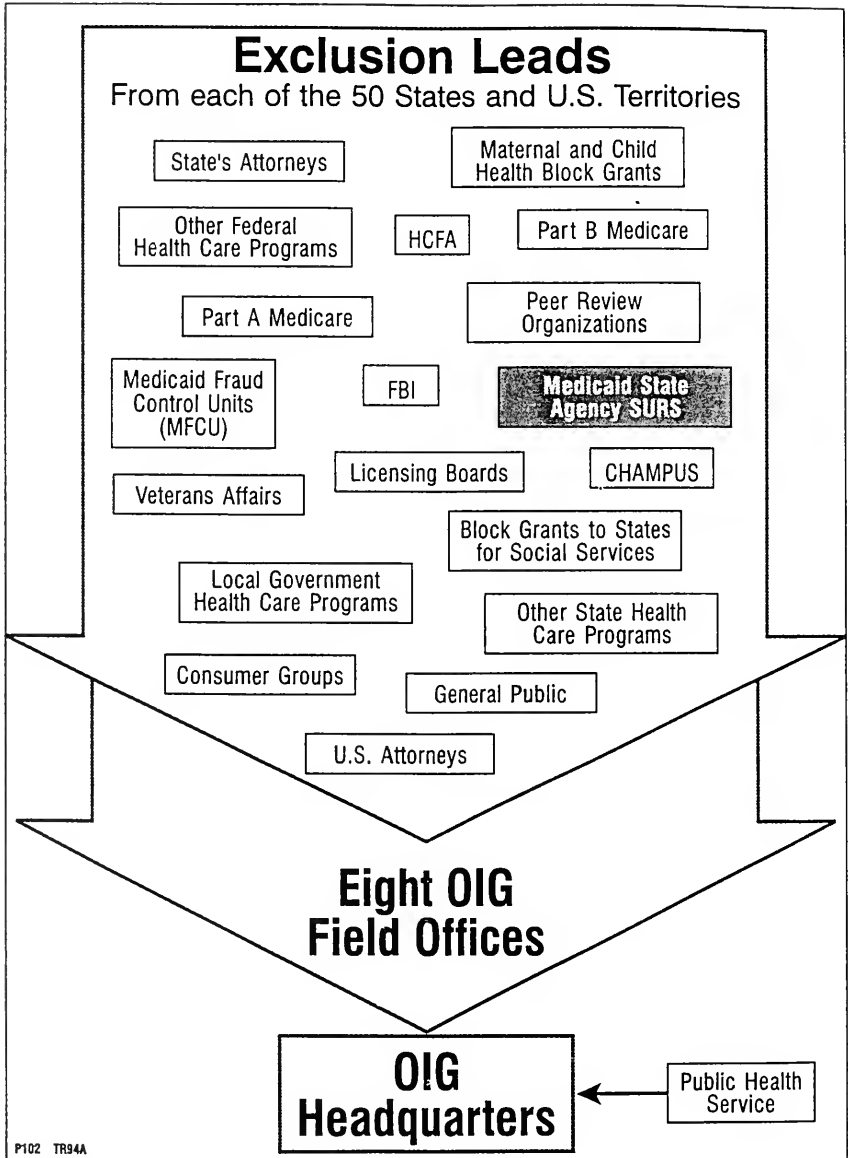 Exclusion Leads
From each of the 50 States and U.S. Territories
State's Attorneys
Maternal and Child
Health Block Grants
Other Federal
Health Care Programs
HCFA
Part B Medicare
Part A Medicare
Peer Review
Organizations
Medicaid Fraud
Control Units
(MFCU)
FBI
Medicaid State
Agency SURS
Licensing Boards
CHAMPUS
Veterans Affairs
Block Grants to States
for Social Services
Local Government
Health Care Programs
Other State Health
Care Programs
Consumer Groups
General Public
U.S. Attorneys
Eight OIG
Field Offices
OIG
Headquarters
Public Health
Service
P102 TR94A